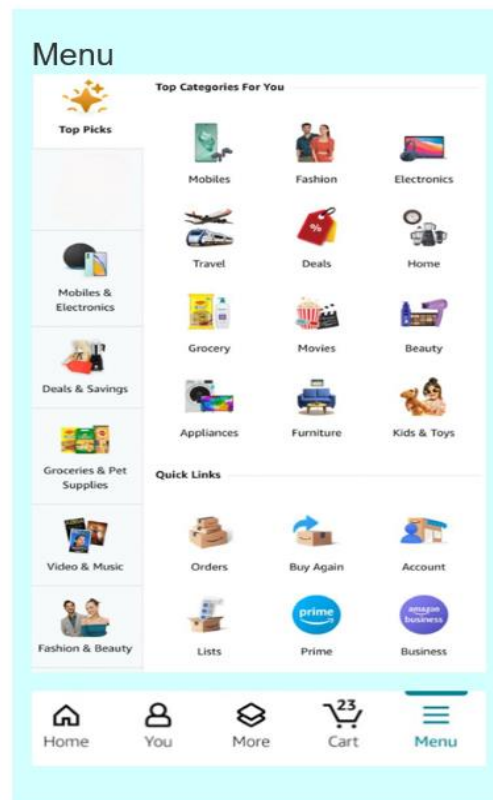 Menu
Top Picks
Mobiles &
Electronics
Deals & Savings
Groceries & Pet
Supplies
Video & Music
Fashion & Beauty
Top Categories For You
Mobiles Fashion Electronics
%
Travel Deals Home
Grocery Movies Beauty
Appliances Furniture Kids & Toys
Quick Links
Orders Buy Again Account
prime
amazon
business
Lists Prime Business
23
Home You More Cart Menu